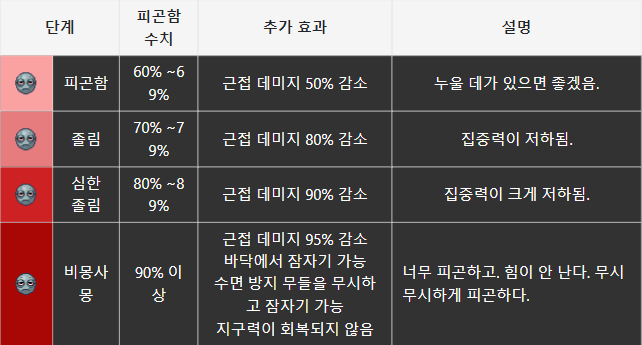 단계
피곤함
수치
추가 효과
설명
피곤함
60% ~6
9%
근접 데미지 50% 감소
누울 데가 있으면 좋겠음.
졸림
70% ~7
9%
근접 데미지 80% 감소
집중력이 저하됨.
심한
졸림
80% ~8
9%
근접 데미지 90% 감소
집중력이 크게 저하됨.
비몽사
몽
90% 이
상
근접 데미지 95% 감소
바닥에서 잠자기 가능
수면 방지 무들을 무시하
고 잠자기 가능
지구력이 회복되지 않음
너무 피곤하고. 힘이 안 난다. 무시
무시하게 피곤하다.